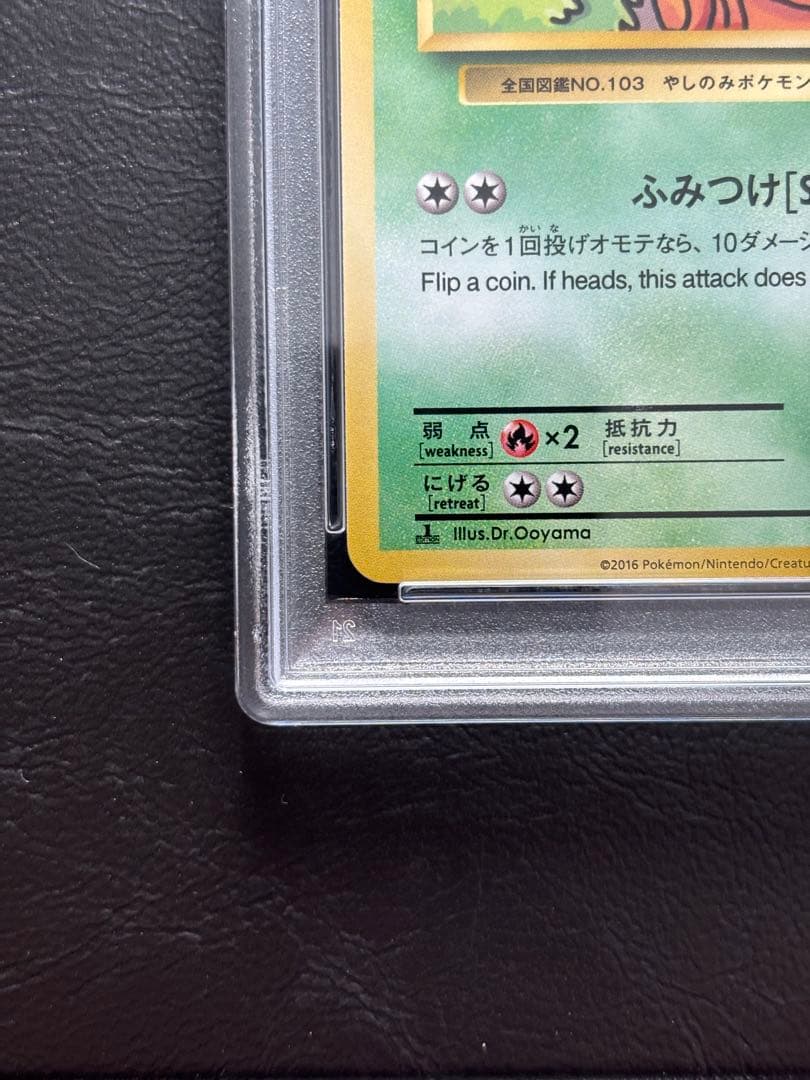 全国図鑑NO.103 やしのみポケモン
ふみつけ[S
かい な
コインを1回投げオモテなら、10ダメージ
Flip a coin. If heads, this attack does
弱点 ×2 抵抗力
[weakness] [resistance]
にげる
[retreat]
1 EDITION Illus.Dr.Ooyama
©2016 Pokémon/Nintendo/Creatu
21